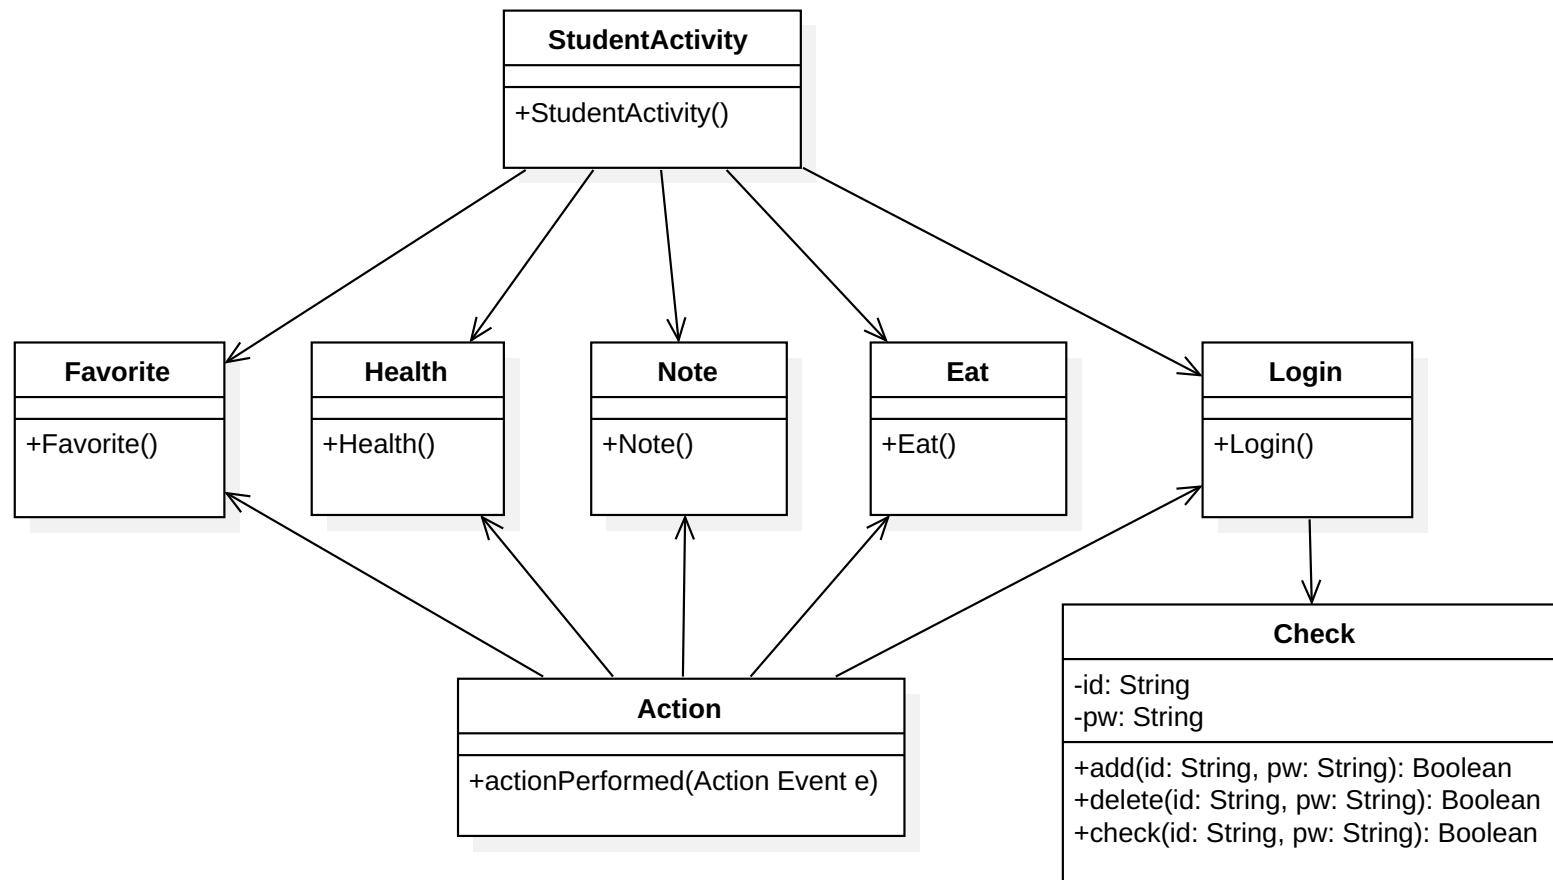 StudentActivity
+StudentActivity()
Favorite
+Favorite()
Health
+Health()
Note
+Note()
Eat
+Eat()
Login
+Login()
Action
+actionPerformed(Action Event e)
Check
-id: String
-pw: String
+add(id: String, pw: String): Boolean
+delete(id: String, pw: String): Boolean
+check(id: String, pw: String): Boolean